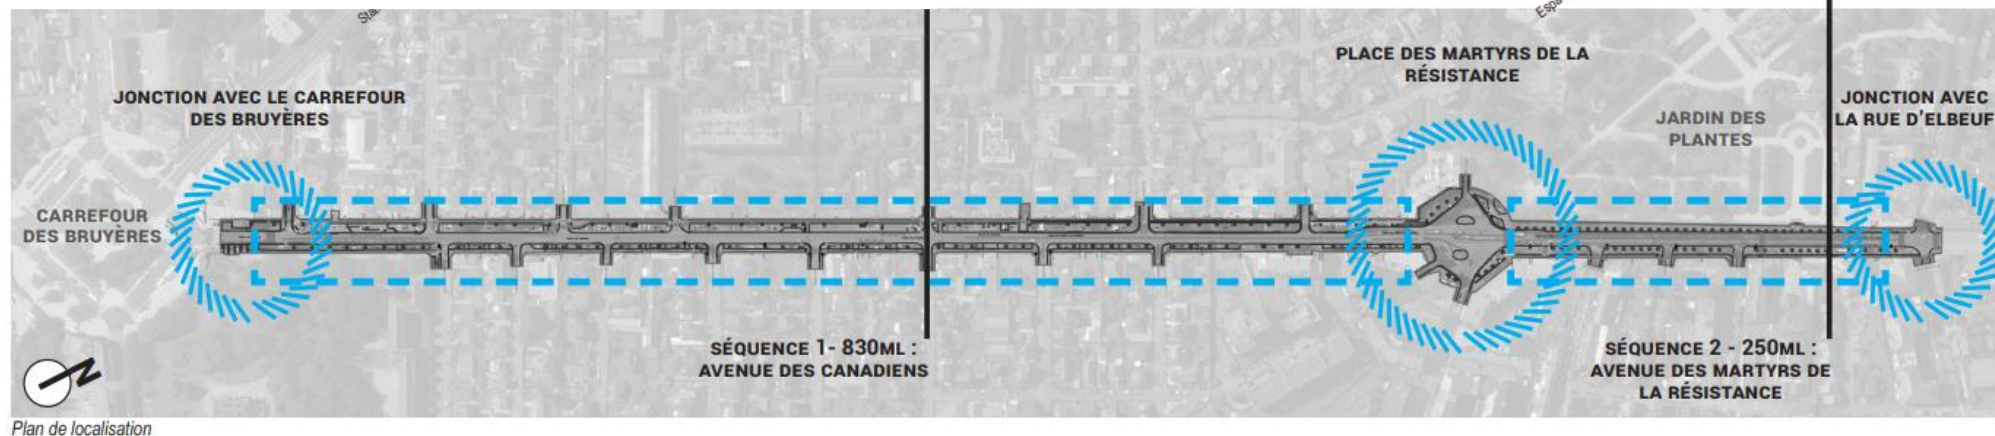 PLACE DES MARTYRS DE LA
RÉSISTANCE
JONCTION AVEC LE CARREFOUR
DES BRUYÈRES
JARDIN DES
PLANTES
JONCTION AVEC
LA RUE D'ELBEUF
CARREFOUR
DES BRUYÈRES
SÉQUENCE 1- 830ML :
AVENUE DES CANADIENS
SÉQUENCE 2 - 250ML :
AVENUE DES MARTYRS DE
LA RÉSISTANCE
N
Plan de localisation